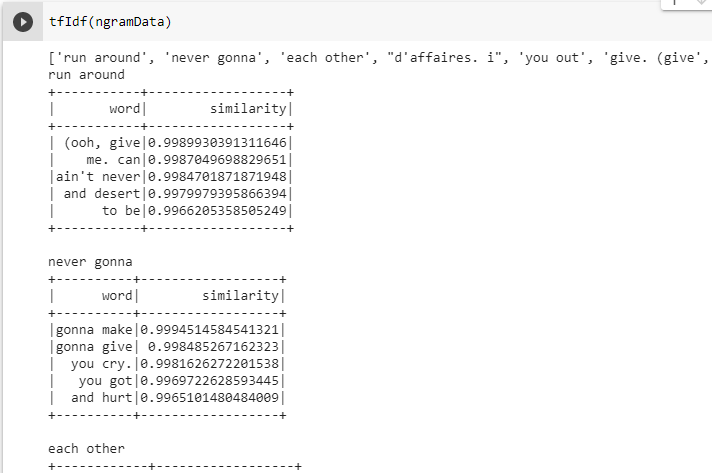 tfIdf(ngramData)
['run around', 'never gonna', 'each other', "d'affaires. i", 'you out', 'give. (give',
run around
+-----------+------------------+
|       word|        similarity|
+-----------+------------------+
| (ooh, give|0.9989930391311646|
|    me. can|0.9987049698829651|
|ain't never|0.9984701871871948|
| and desert|0.9979979395866394|
|      to be|0.9966205358505249|
+-----------+------------------+
never gonna
+----------+------------------+
|      word|        similarity|
+----------+------------------+
|gonna make|0.9994514584541321|
|gonna give| 0.998485267162323|
|  you cry.|0.9981626272201538|
|   you got|0.9969722628593445|
|  and hurt|0.9965101480484009|
+----------+------------------+
each other
+------------+------------------+